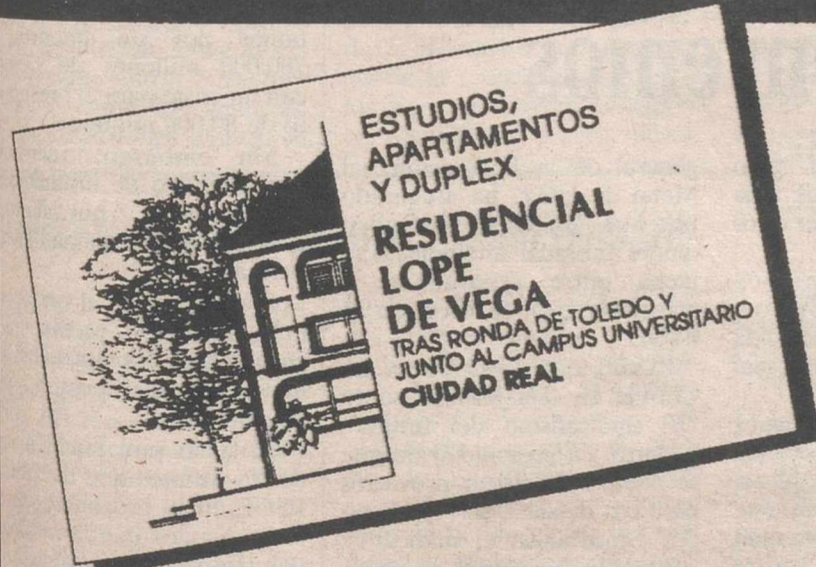 ESTUDIOS,
APARTAMENTOS
Y DUPLEX
RESIDENCIAL
LOPE
DE VEGA
TRAS RONDA DE TOLEDO Y
JUNTO AL CAMPUS UNIVERSITARIO
CIUDAD REAL